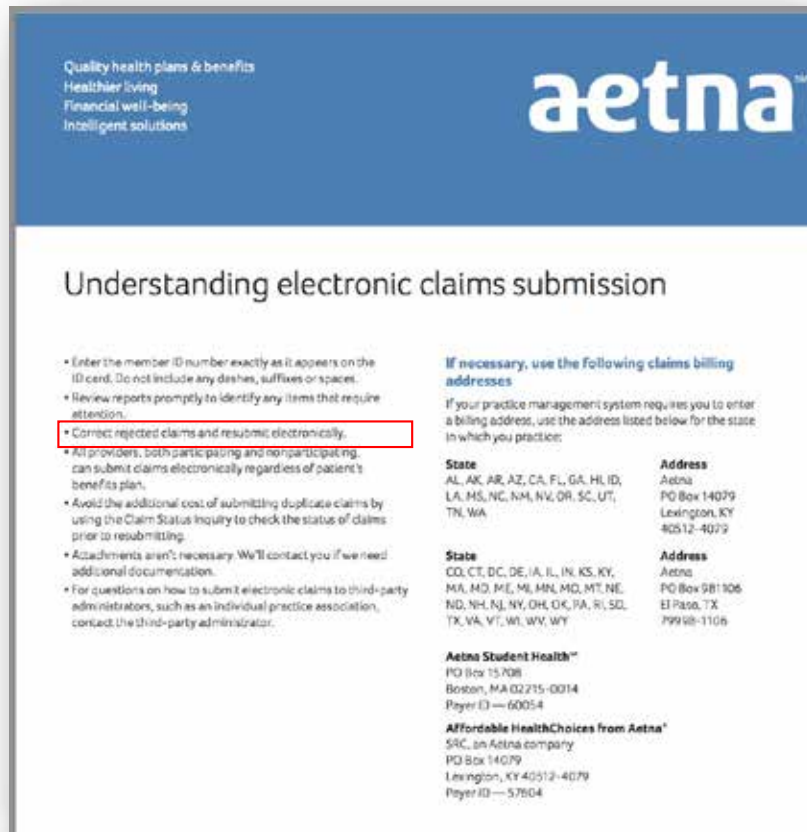 Quality health plans & benefits
Healthier living
Financial well-being
Intelligent solutions
aetna
Understanding electronic claims submission
• Enter the member ID number exactly as it appears on the
ID card. Do not include any dashes, suffixes or spaces.
• Review reports promptly to identify any items that require
attention.
• Correct rejected claims and resubmit electronically.
• All providers, both participating and nonparticipating,
can submit claims electronically regardless of patient's
benefits plan.
• Avoid the additional cost of submitting duplicate claims by
using the Claim Status Inquiry to check the status of claims
prior to resubmitting.
• Attachments aren't necessary. We'll contact you if we need
additional documentation.
• For questions on how to submit electronic claims to third-party
administrators, such as an individual practice association,
contact the third-party administrator.
If necessary, use the following claims billing
addresses
If your practice management system requires you to enter
a billing address, use the address listed below for the state
in which you practice:
State
AL, AK, AR, AZ, CA, FL, GA, HI, ID,
LA, MS, NC, NM, NV, OR, SC, UT,
TN, WA
Address
Aetna
PO Box 14079
Lexington, KY
40512-4079
State
CO, CT, DC, DE, IA, IL, IN, KS, KY,
MA, MD, ME, MI, MN, MO, MT, NE,
ND, NH, NJ, NY, OH, OK, PA, RI, SD,
TX, VA, VT, WI, WV, WY
Address
Aetna
PO Box 981106
El Paso, TX
79998-1106
Aetna Student Health℠
PO Box 15708
Boston, MA 02215-0014
Payer ID — 60054
Affordable HealthChoices from Aetna®
SRC, an Aetna company
PO Box 14079
Lexington, KY 40512-4079
Payer ID — 57604